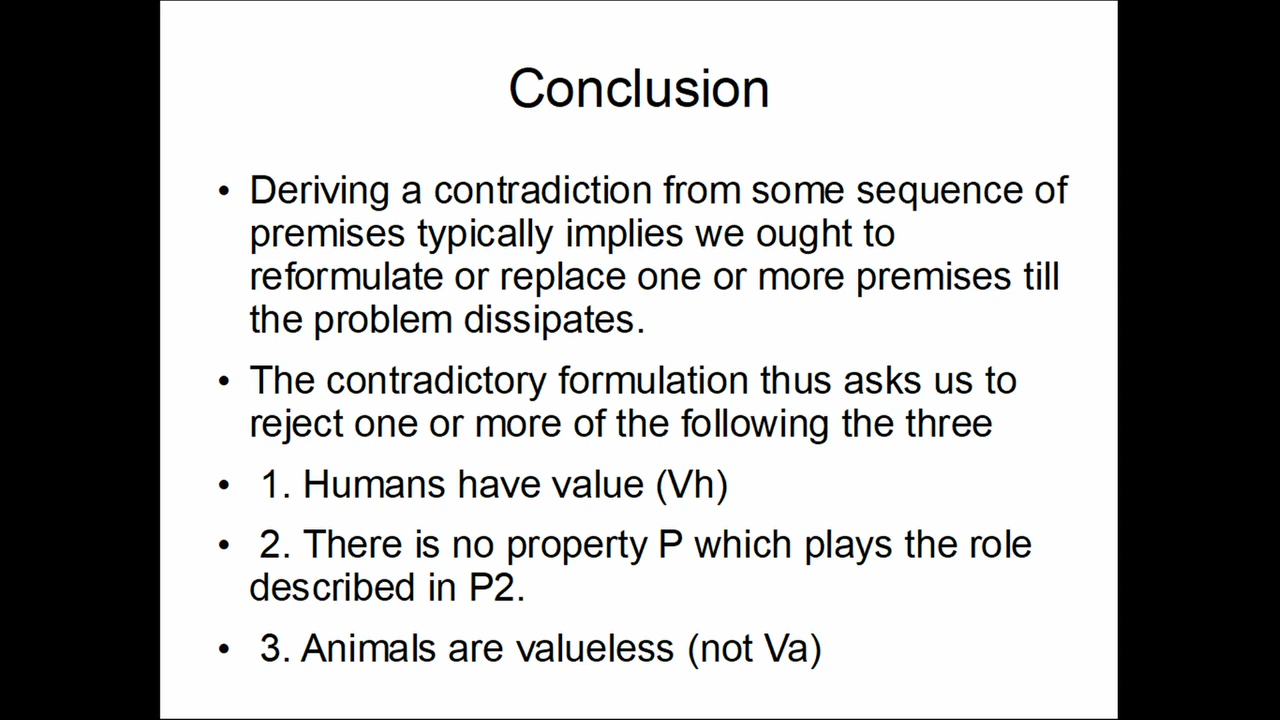 Conclusion
• Deriving a contradiction from some sequence of
premises typically implies we ought to
reformulate or replace one or more premises till
the problem dissipates.
• The contradictory formulation thus asks us to
reject one or more of the following the three
• 1. Humans have value (Vh)
• 2. There is no property P which plays the role
described in P2.
• 3. Animals are valueless (not Va)